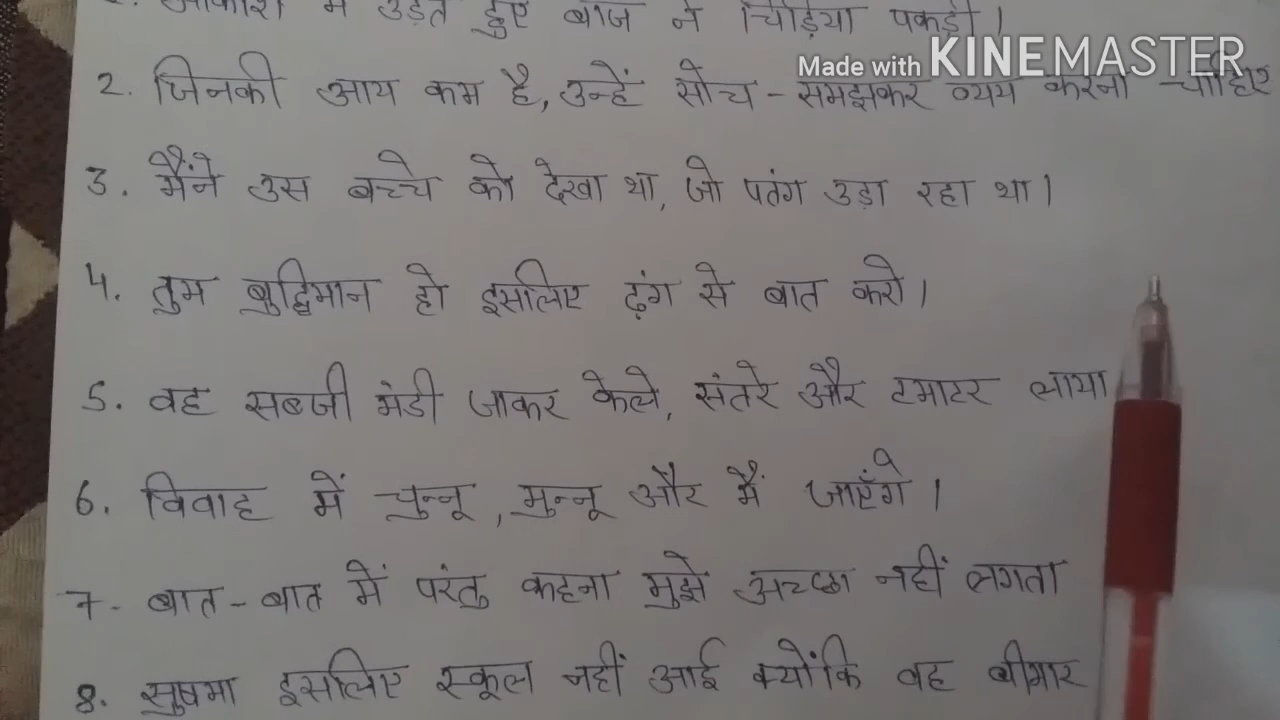 आकाश में उड़ते हुए बाज ने चिड़िया पकड़ी।
Made with KINEMASTER
2. जिनकी आय कम है, उन्हें सोच-समझकर व्यय करना चाहिए
3. मैंने उस बच्चे को देखा था, जो पतंग उड़ा रहा था।
4. तुम बुद्धिमान हो इसलिए ढ़ंग से बात करो।
5. वह सब्जी मंडी जाकर केले, संतरे और टमाटर लाया
6. विवाह में चुन्नू, मुन्नू और मैं जाएँगे।
7- बात-बात में परंतु कहना मुझे अच्छा नहीं लगता
8. सुषमा इसलिए स्कूल नहीं आई क्योंकि वह बीमार